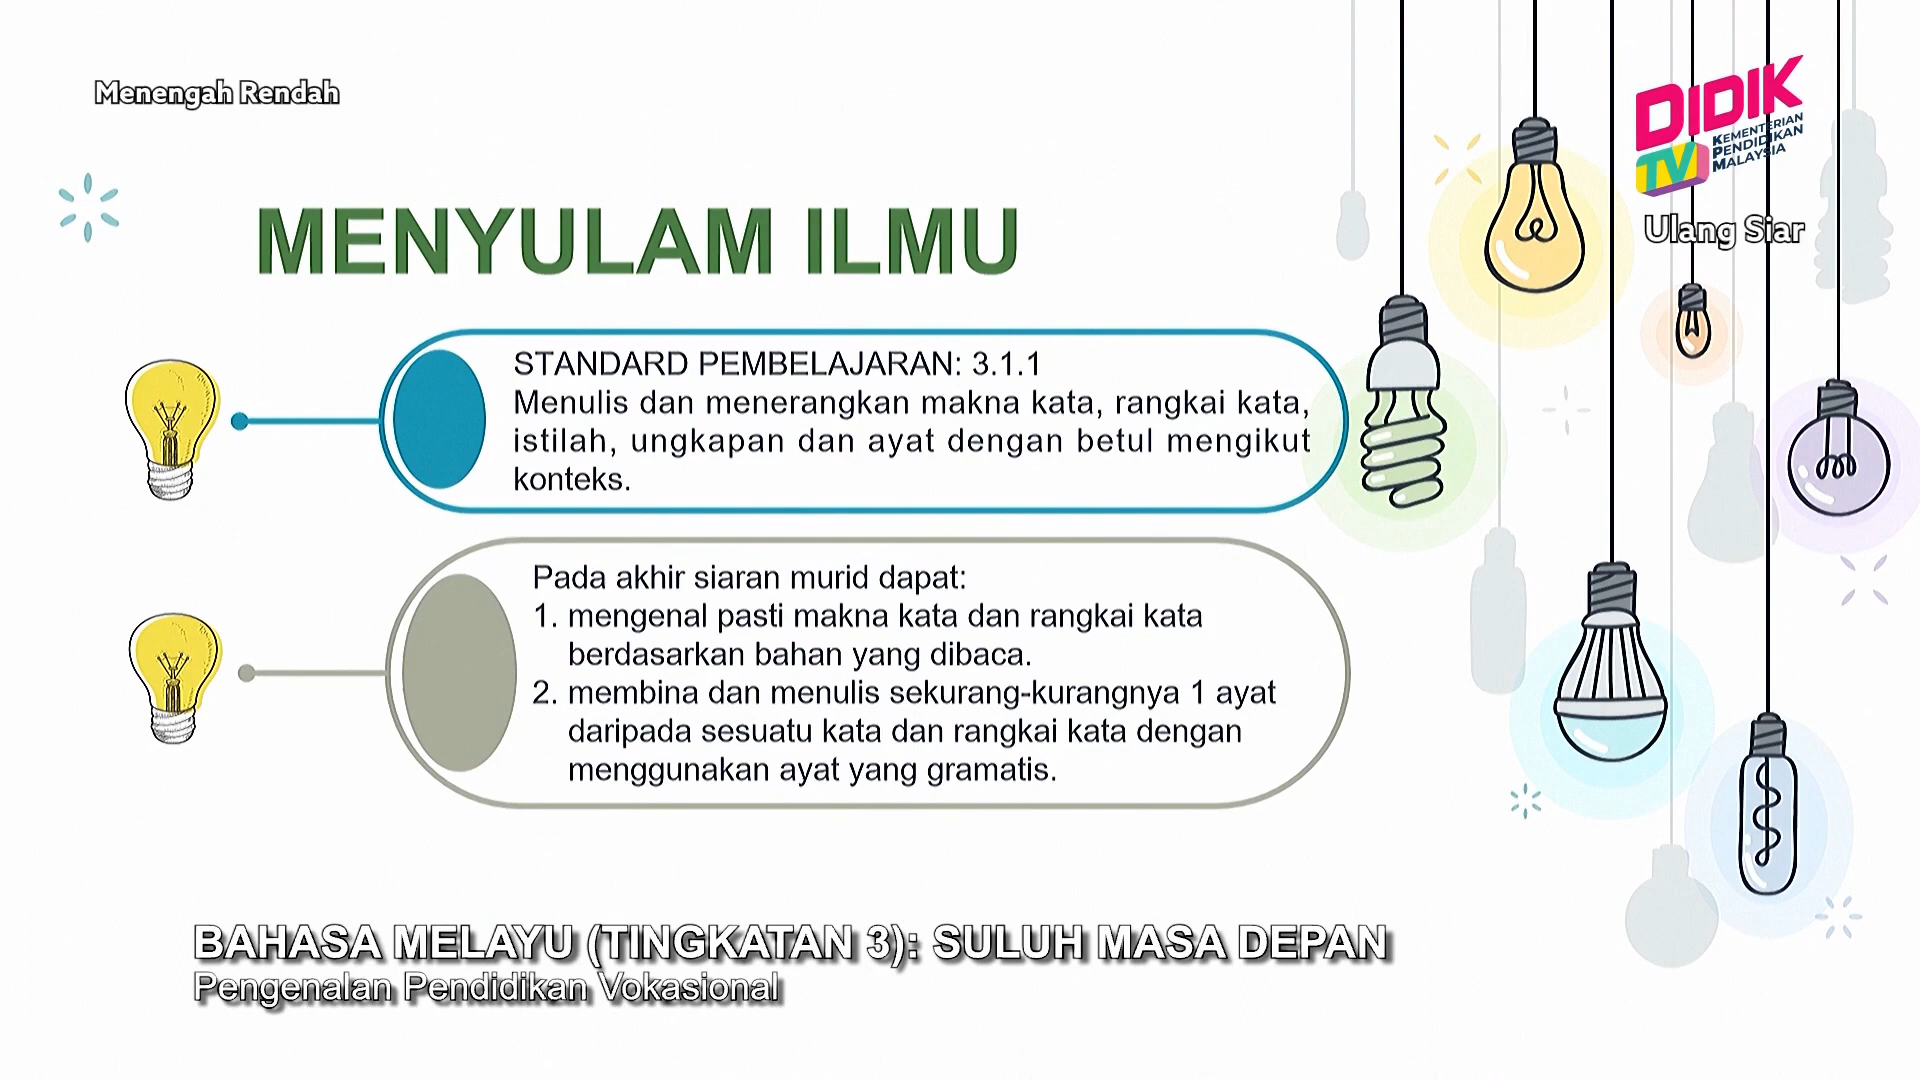 Menengah Rendah
DIDIK
TV
KEMENTERIAN
PENDIDIKAN
MALAYSIA
Ulang Siar
MENYULAM ILMU
STANDARD PEMBELAJARAN: 3.1.1
Menulis dan menerangkan makna kata, rangkai kata,
istilah, ungkapan dan ayat dengan betul mengikut
konteks.
Pada akhir siaran murid dapat:
1. mengenal pasti makna kata dan rangkai kata
berdasarkan bahan yang dibaca.
2. membina dan menulis sekurang-kurangnya 1 ayat
daripada sesuatu kata dan rangkai kata dengan
menggunakan ayat yang gramatis.
BAHASA MELAYU (TINGKATAN 3): SULUH MASA DEPAN
Pengenalan Pendidikan Vokasional